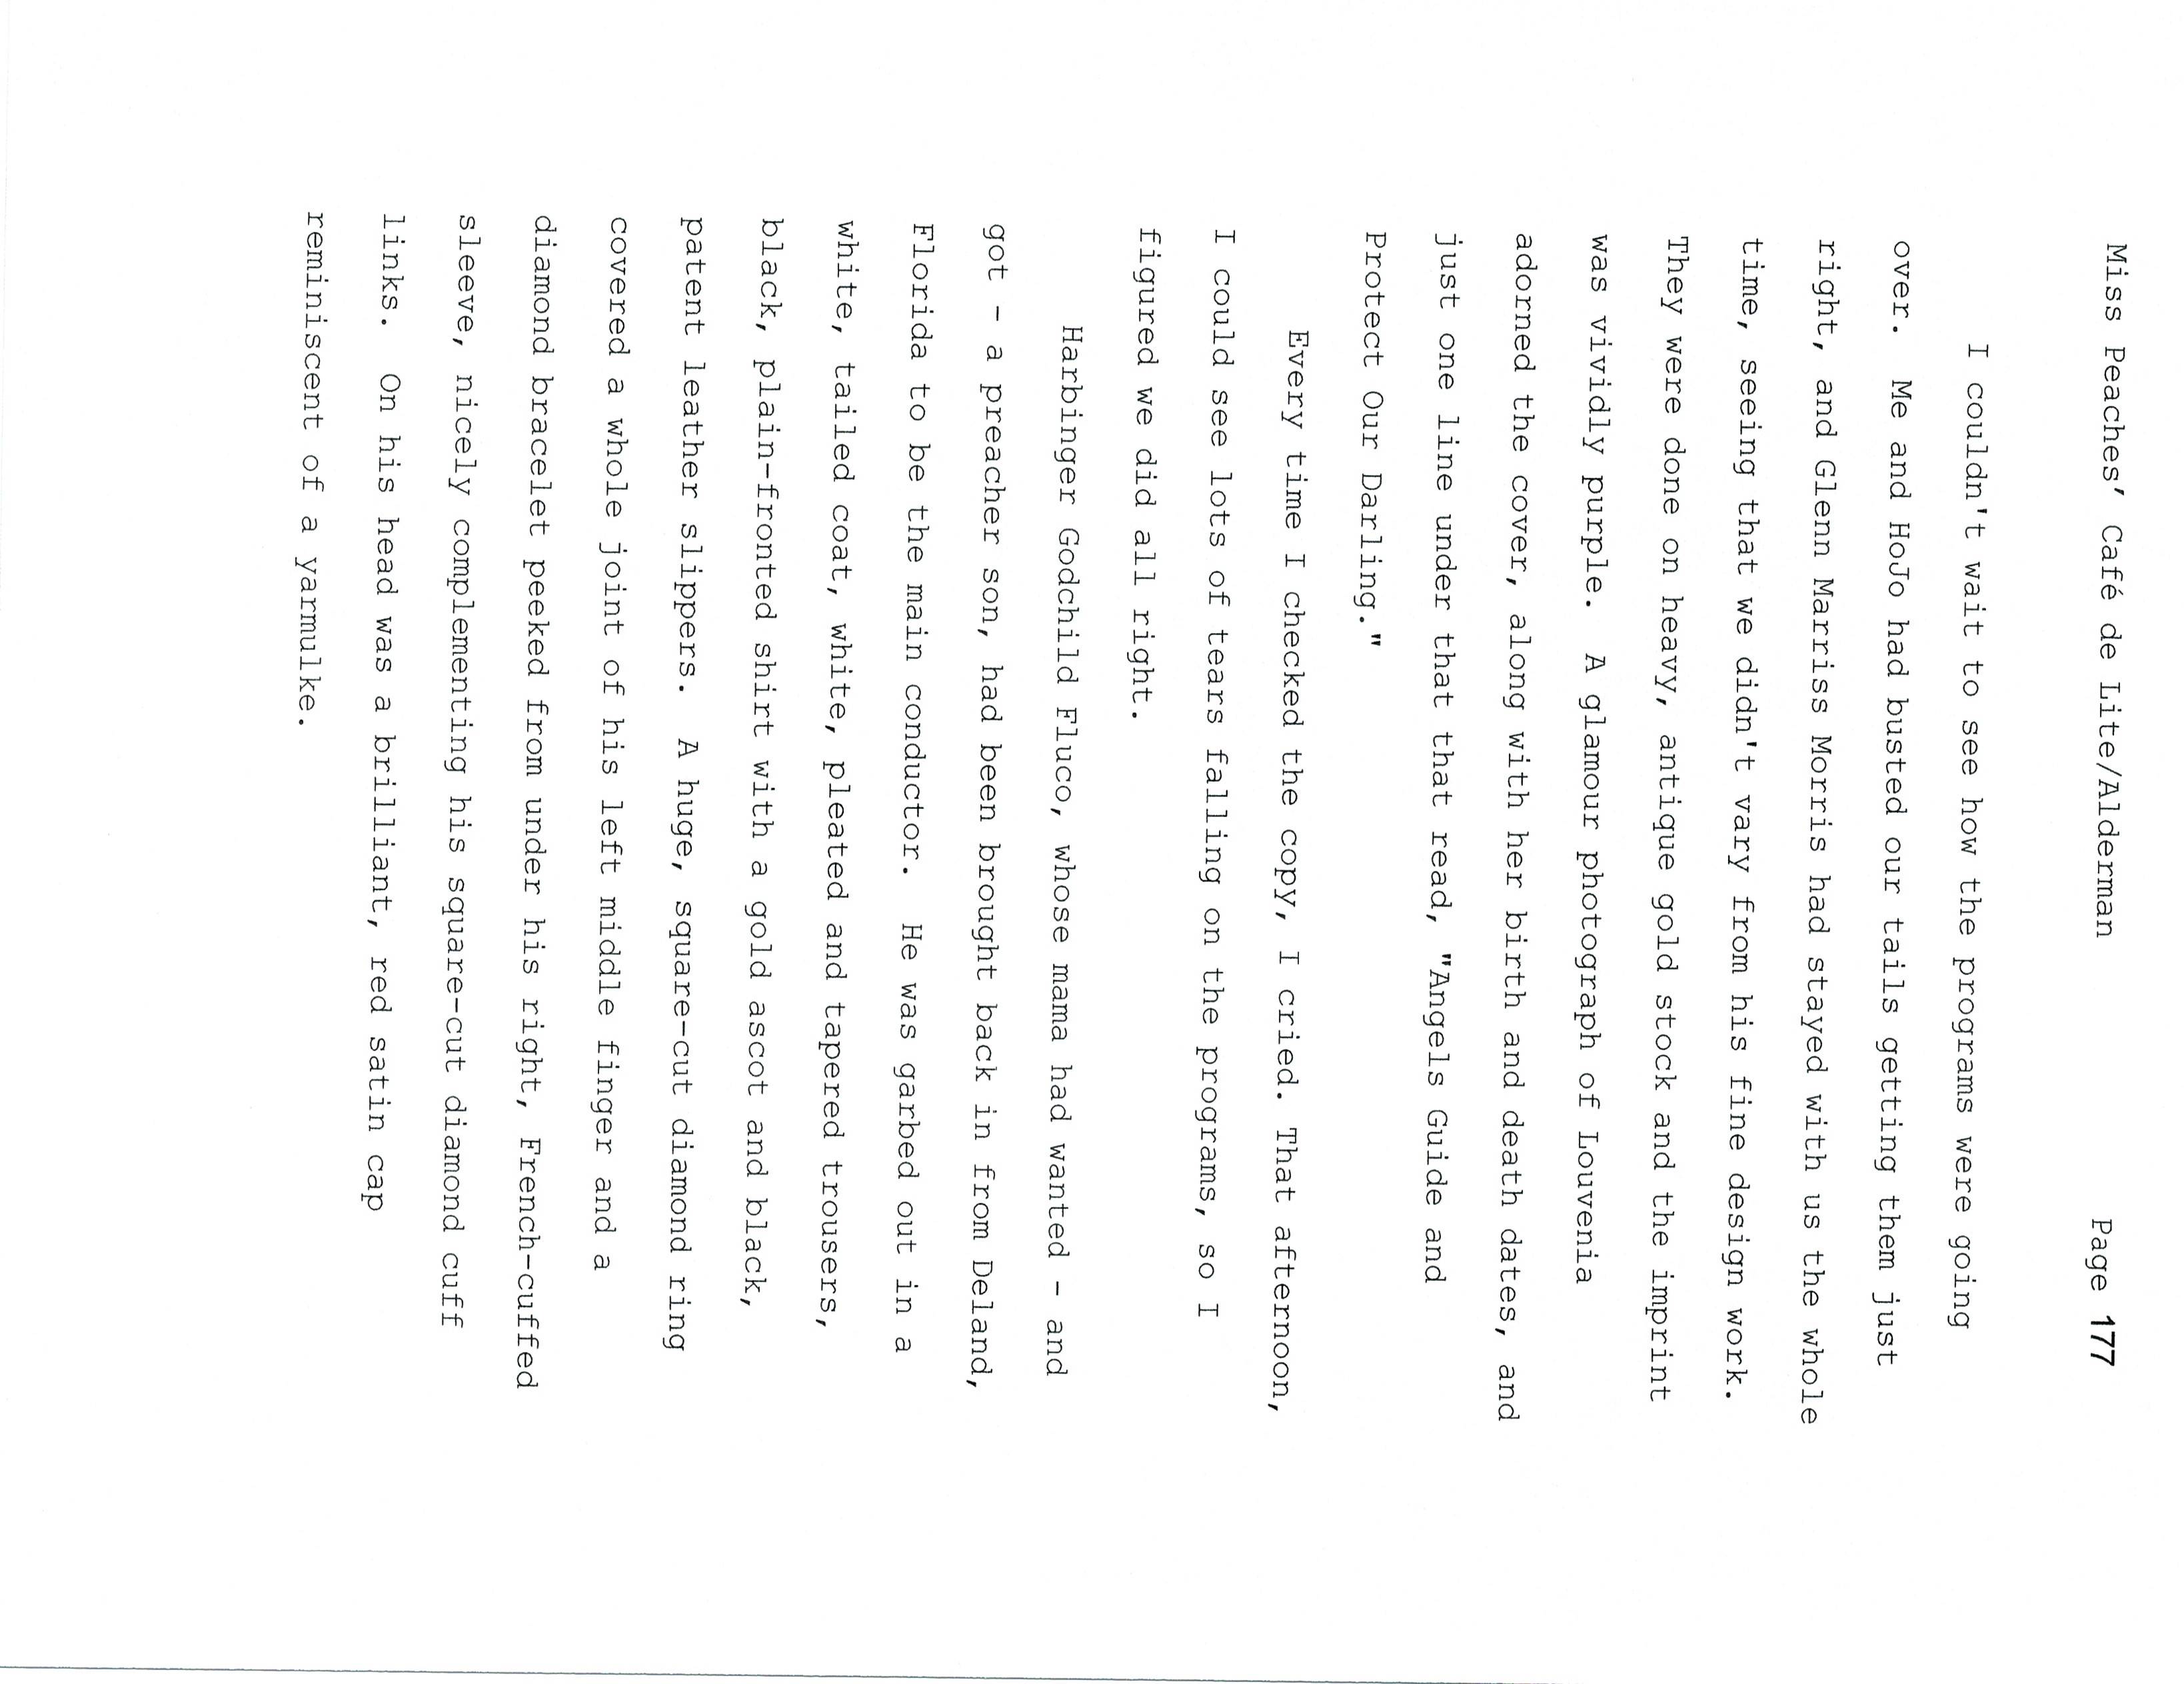 Miss Peaches’ Café de Lite/Alderman Page 177
I couldn't wait to see how the programs were going
over. Me and HoJo had busted our tails getting them just
right, and Glenn Marriss Morris had stayed with us the whole
time, seeing that we didn't vary from his fine design work.
They were done on heavy, antique gold stock and the imprint
was vividly purple. A glamour photograph of Louvenia
adorned the cover, along with her birth and death dates, and
just one line under that that read, "Angels Guide and
Protect Our Darling."
Every time I checked the copy, I cried. That afternoon,
I could see lots of tears falling on the programs, so I
figured we did all right.
Harbinger Godchild Fluco, whose mama had wanted - and
got - a preacher son, had been brought back in from Deland,
Florida to be the main conductor. He was garbed out in a
white, tailed coat, white, pleated and tapered trousers,
black, plain-fronted shirt with a gold ascot and black,
patent leather slippers. A huge, square-cut diamond ring
covered a whole joint of his left middle finger and a
diamond bracelet peeked from under his right, French-cuffed
sleeve, nicely complementing his square-cut diamond cuff
links. On his head was a brilliant, red satin cap
reminiscent of a yarmulke.